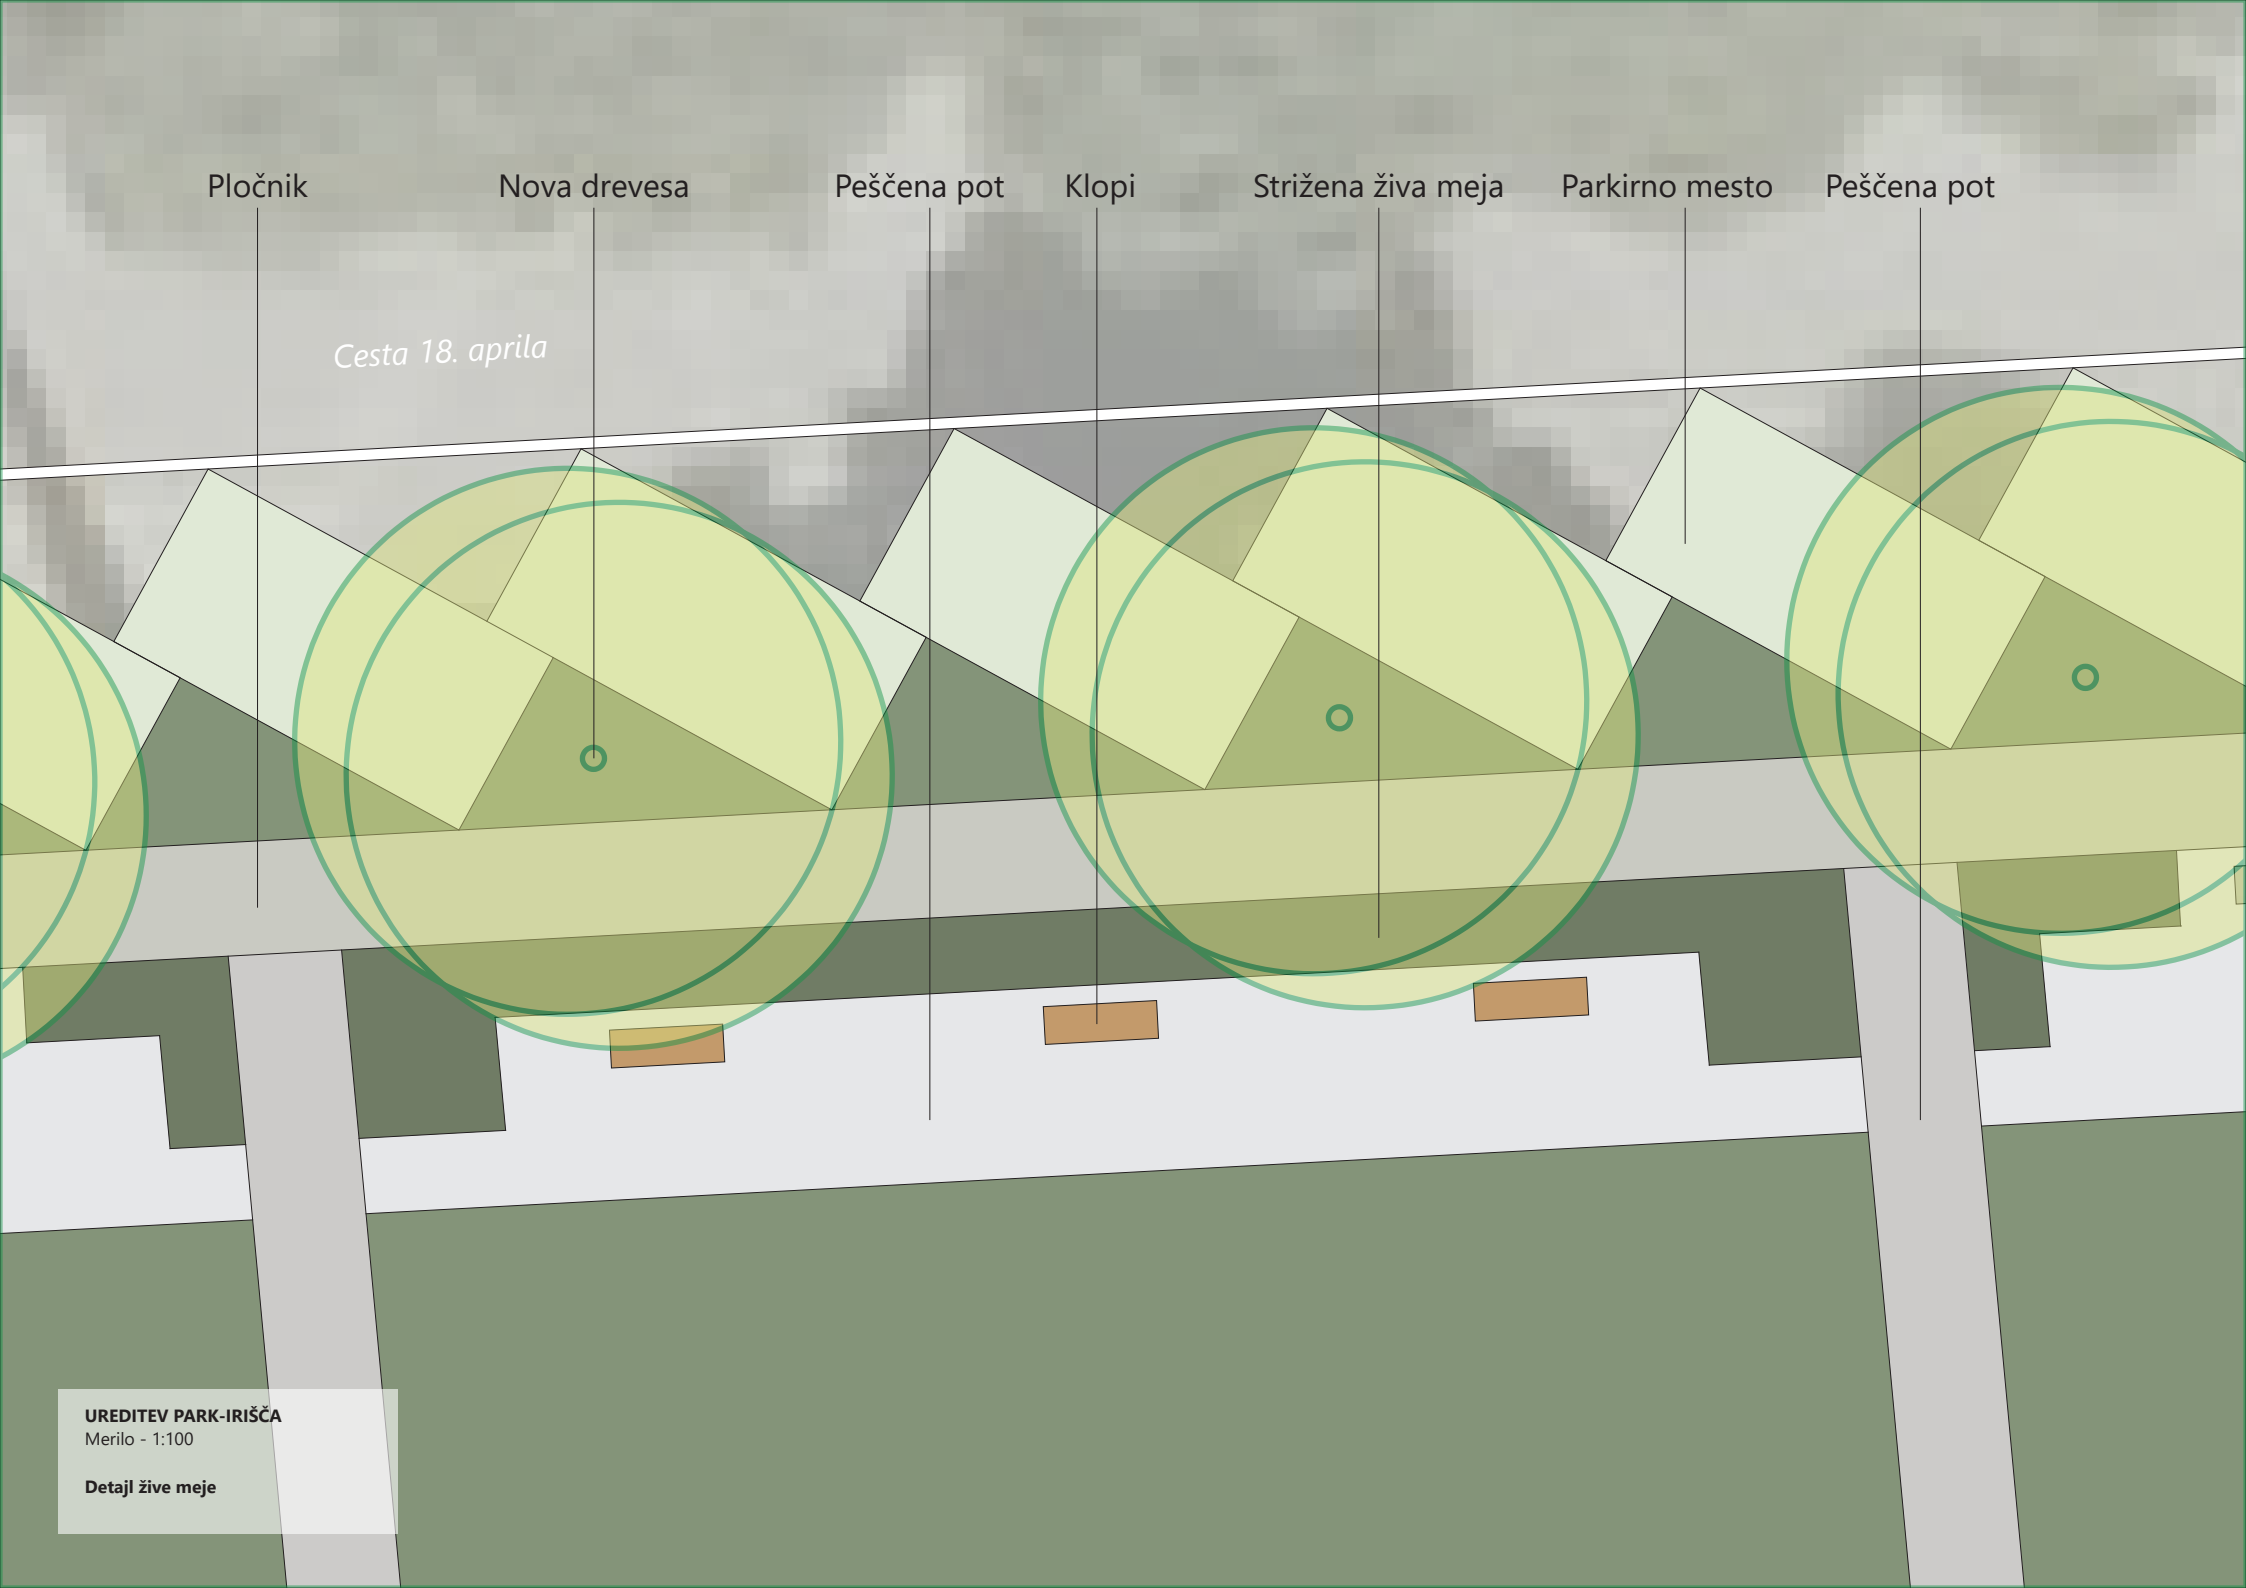 Pločnik
Nova drevesa
Peščena pot
Klopi
Strižena živa meja
Parkirno mesto
Peščena pot
Cesta 18. aprila
UREDITEV PARK-IRIŠČA
Merilo - 1:100
Detajl žive meje